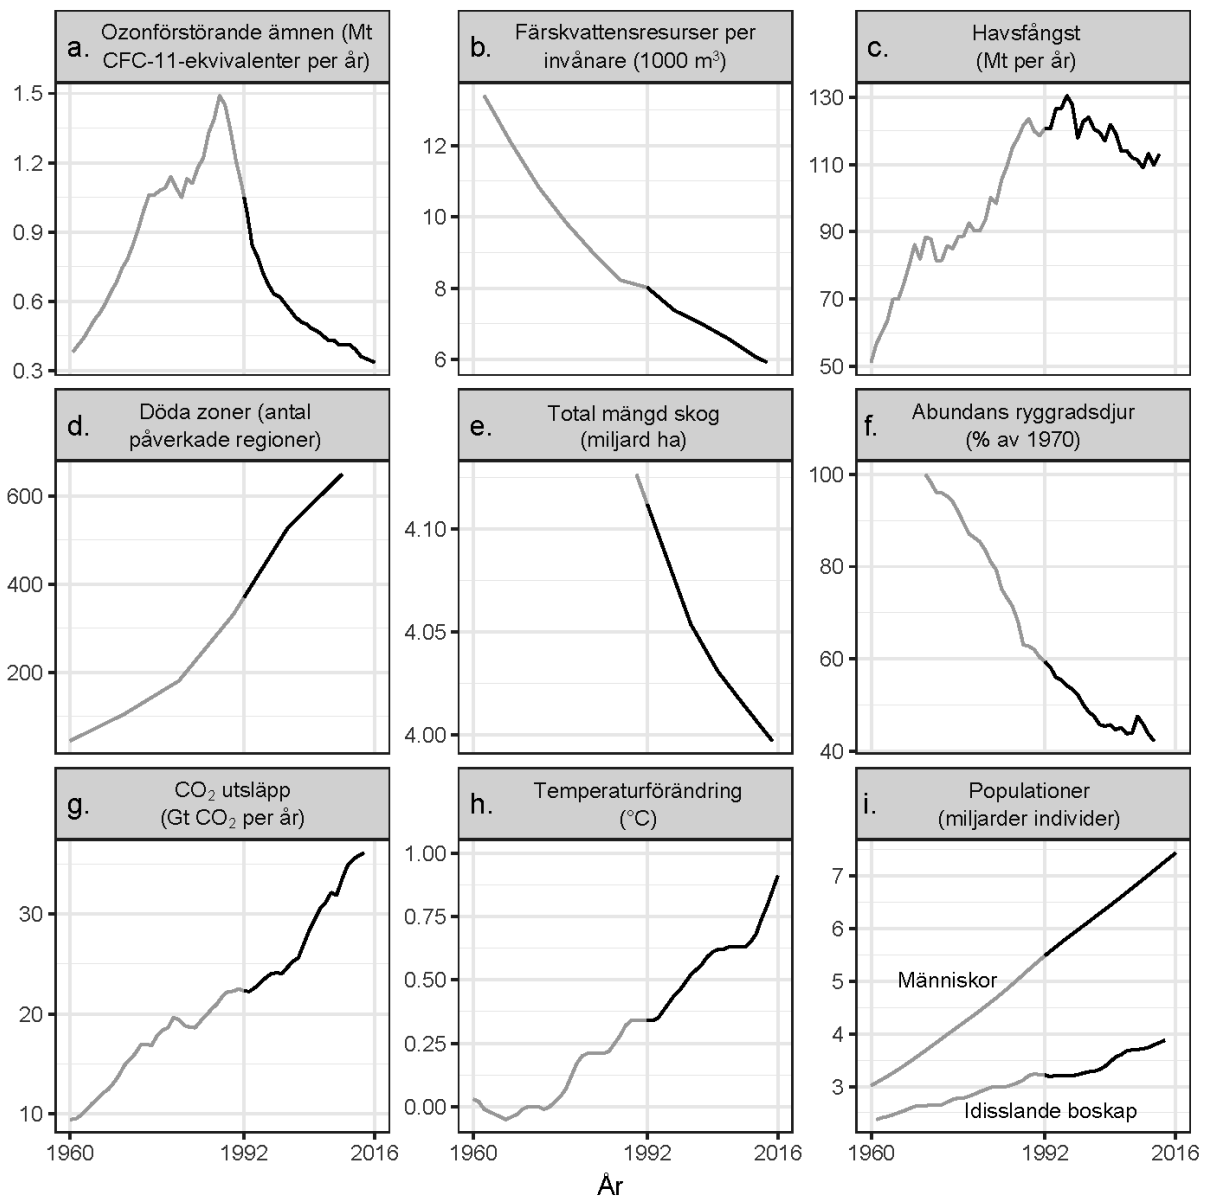 a. Ozonförstörande ämnen (Mt
CFC-11-ekvivalenter per år)
1.5
1.2
0.9
0.6
0.3
b. Färskvattensresurser per
invånare (1000 m³)
12
10
8
6
c. Havsfångst
(Mt per år)
130
110
90
70
50
d. Döda zoner (antal
påverkade regioner)
600
400
200
e. Total mängd skog
(miljard ha)
4.10
4.05
4.00
f. Abundans ryggradsdjur
(% av 1970)
100
80
60
40
g. CO₂ utsläpp
(Gt CO₂ per år)
30
20
10
1960 1992 2016
h. Temperaturförändring
(°C)
1.00
0.75
0.50
0.25
0.00
1960 1992 2016
i. Populationer
(miljarder individer)
7
6
5
4
3
Människor
Idisslande boskap
1960 1992 2016
År